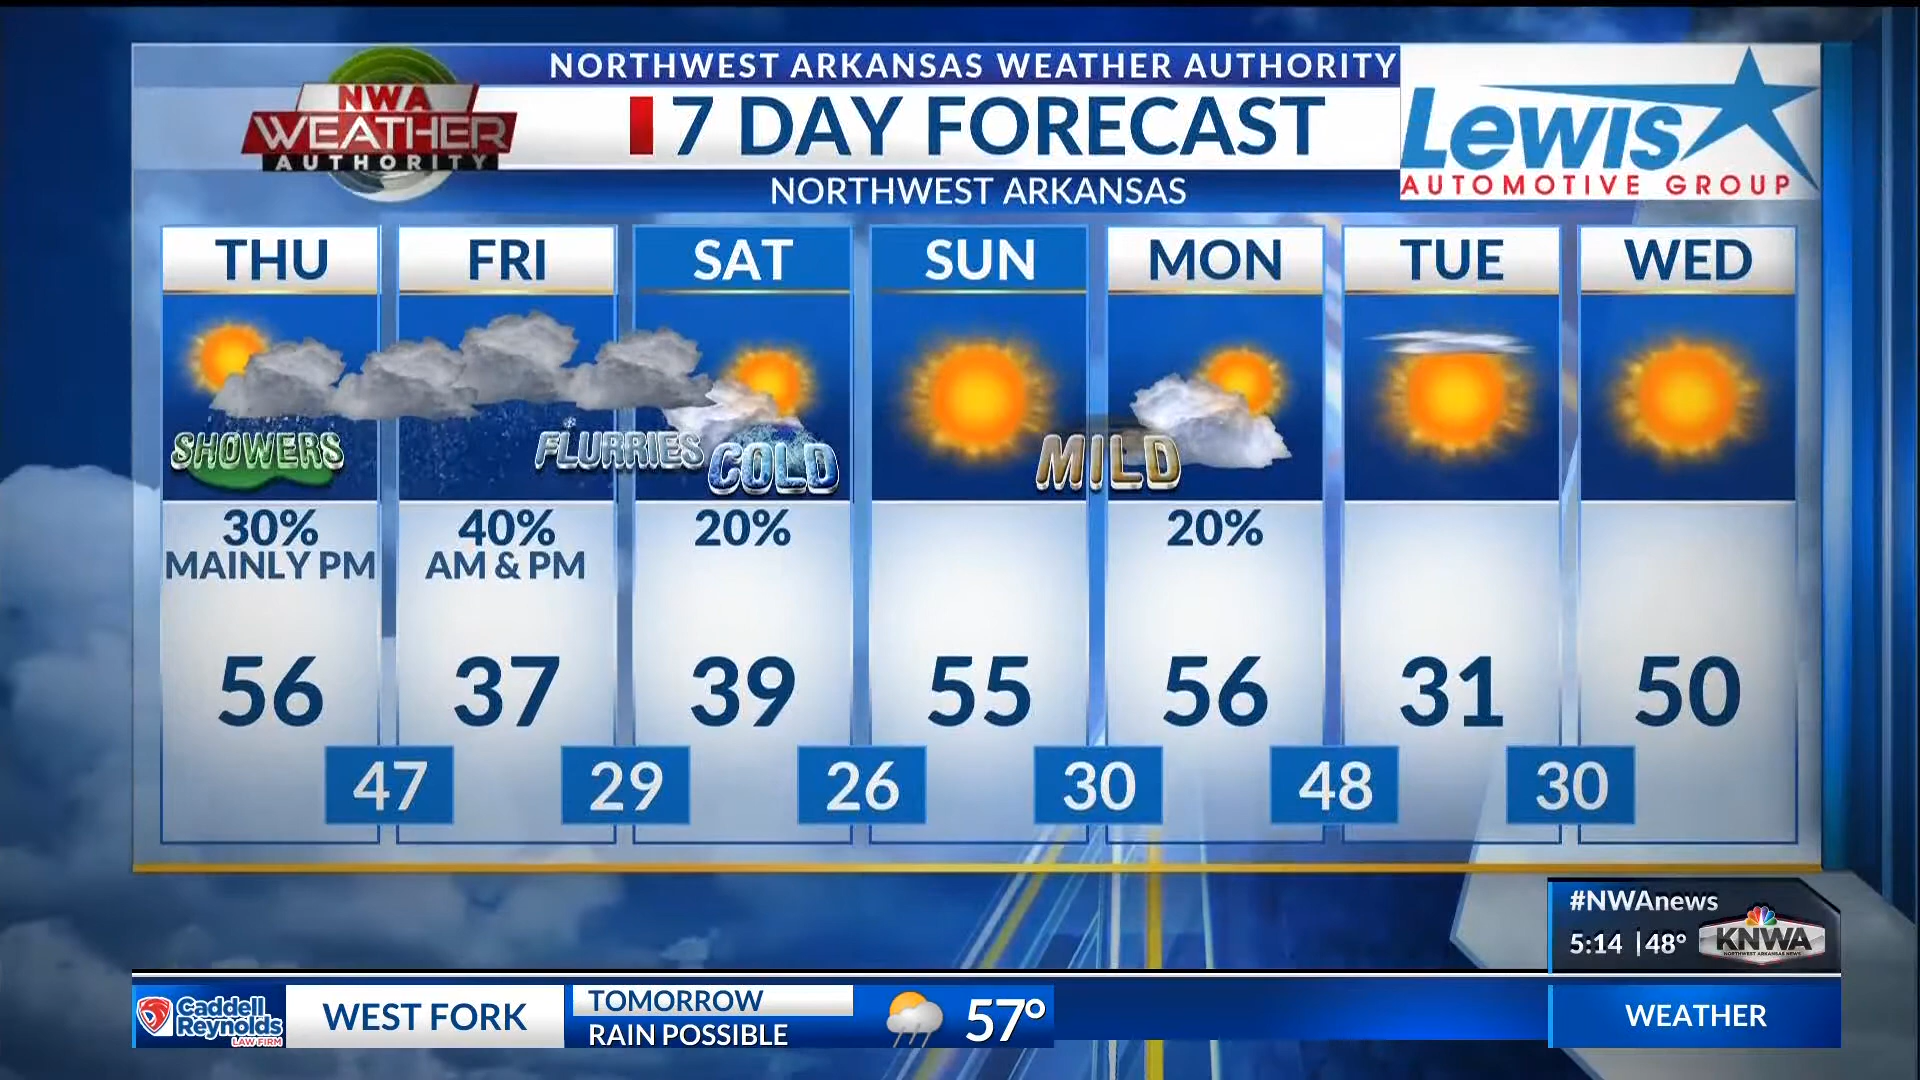 NORTHWEST ARKANSAS WEATHER AUTHORITY
NWA
WEATHER
AUTHORITY
7 DAY FORECAST
NORTHWEST ARKANSAS
Lewis
AUTOMOTIVE GROUP
THU FRI SAT SUN MON TUE WED
SHOWERS FLURRIES COLD MILD
30% 40% 20% 20%
MAINLY PM AM & PM
56 37 39 55 56 31 50
47 29 26 30 48 30
#NWAnews
5:14 | 48°
KNWA
NORTHWEST ARKANSAS NEWS
Caddell
Reynolds
LAW FIRM
WEST FORK
TOMORROW
RAIN POSSIBLE
57°
WEATHER